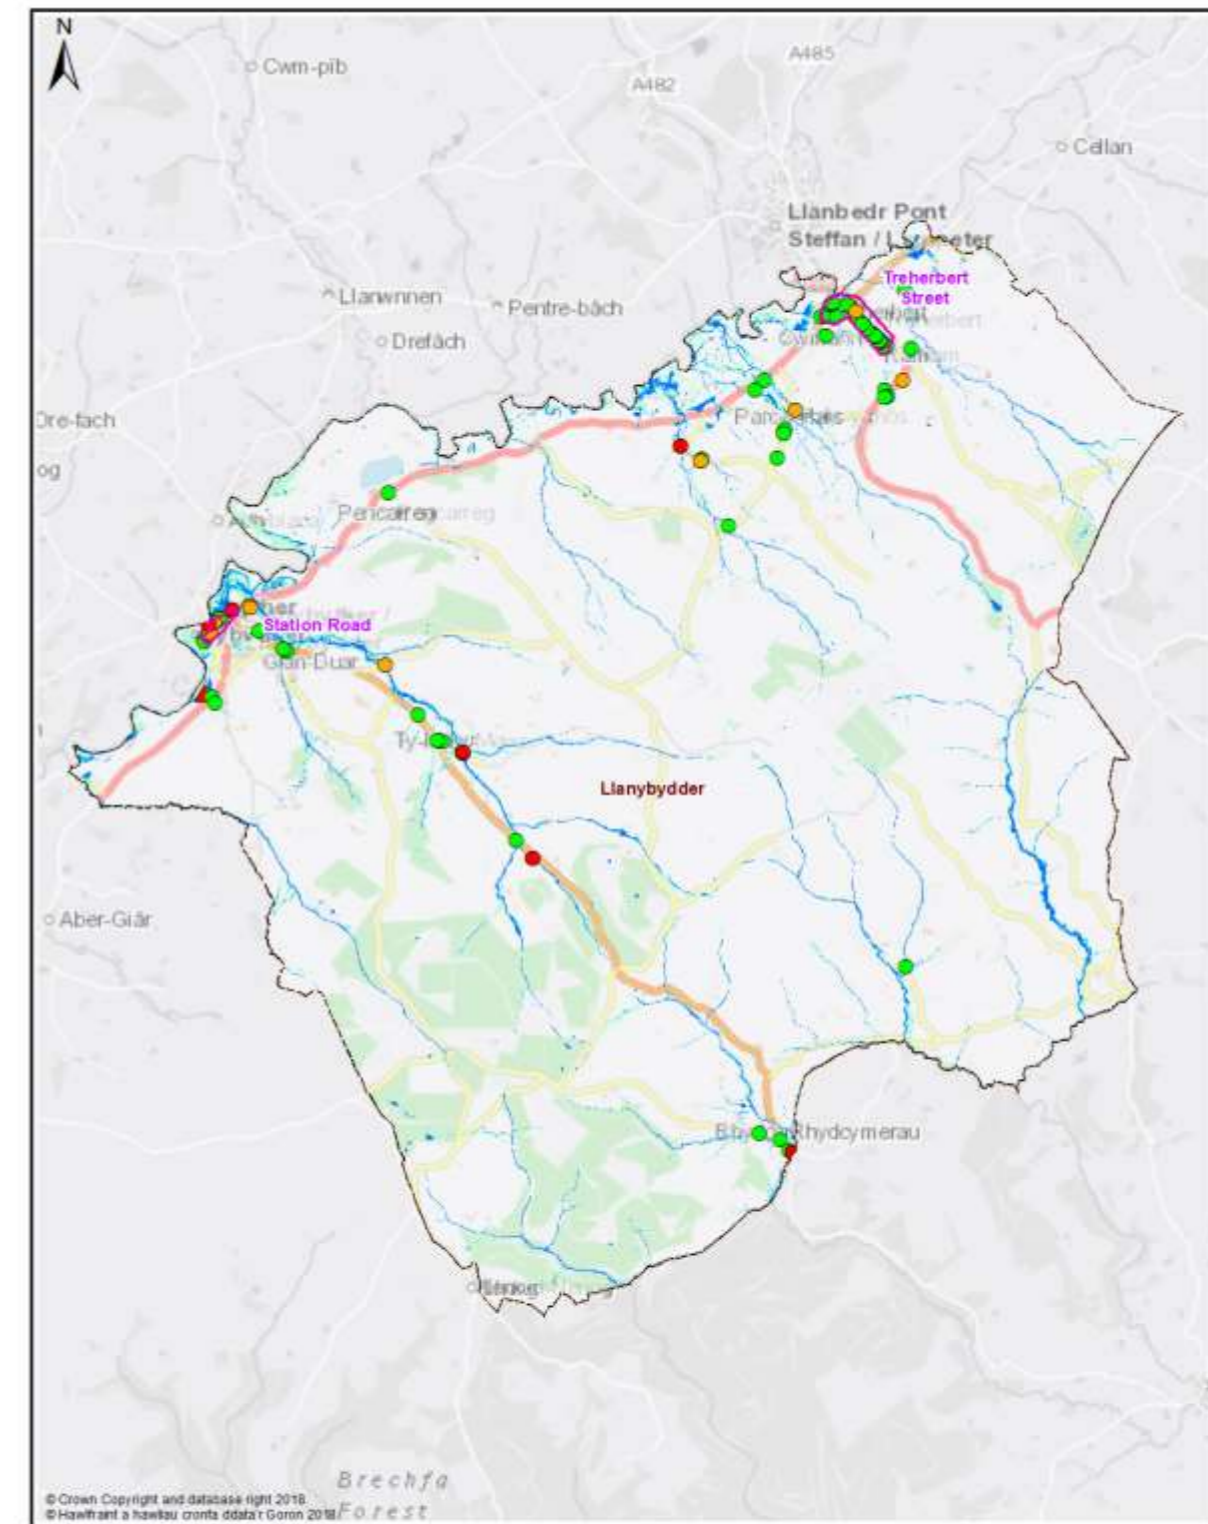 N
Cwm-pîb
A485
A482
Cellan
Llanbedr Pont
Steffan /
Treherbert
Street
Llanwnnen
Pentre-bâch
Drefâch
Dre-fach
og
Pencarreg
Station Road
Glan-Duar
Llanybydder
Aber-Giâr
Rhydcymerau
Brechfa
Forest
© Crown Copyright and database right 2018.
© Hawlfraint a hawliau cronfa ddata'r Goron 2018